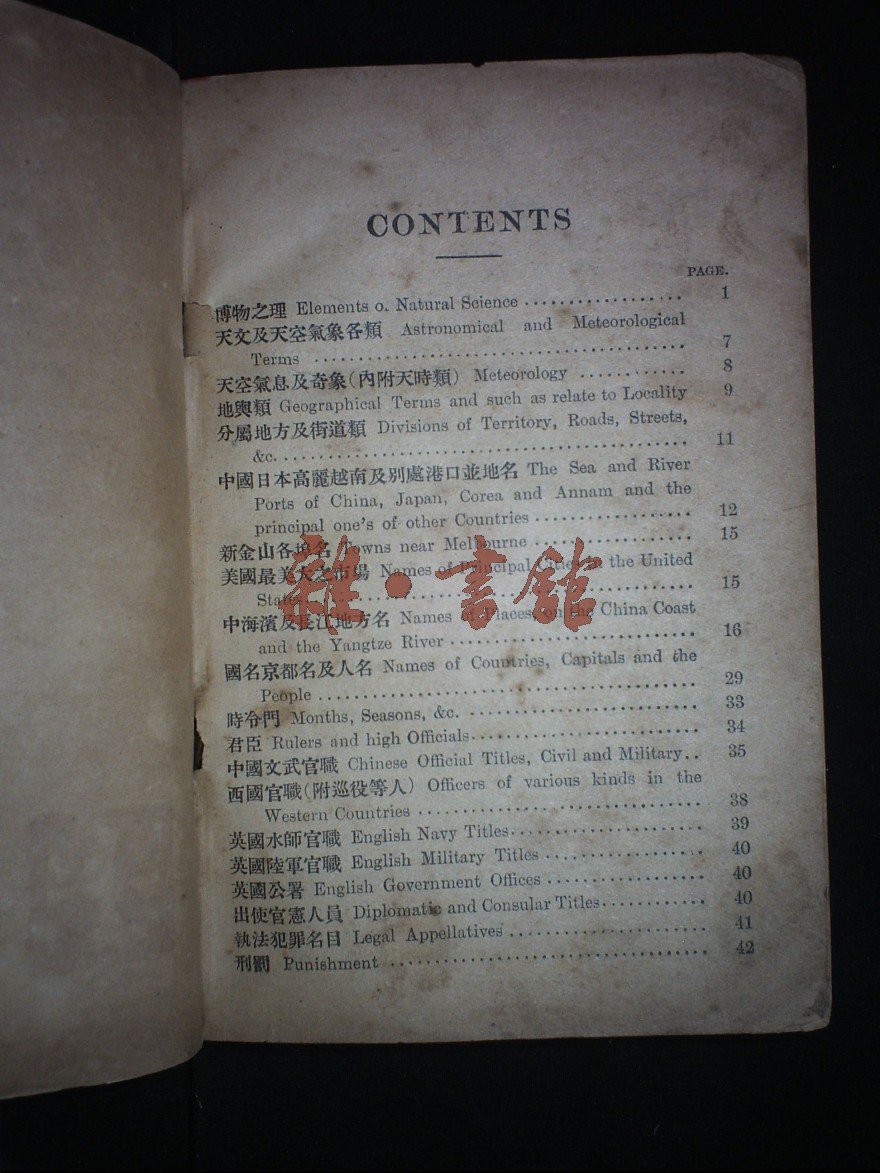 CONTENTS
PAGE.
博物之理 Elements o. Natural Science 1
天文及天空氣象各類 Astronomical and Meteorological
Terms 7
天空氣息及奇象(內附天時類) Meteorology 8
地輿類 Geographical Terms and such as relate to Locality 9
分屬地方及街道類 Divisions of Territory, Roads, Streets,
&c. 11
中國日本高麗越南及別處港口並地名 The Sea and River
Ports of China, Japan, Corea and Annam and the
principal one's of other Countries 12
新金山各埠名 Towns near Melbourne 15
美國最美大之市場 Names of Principal Cities of the United
States 15
中海濱及長江地方名 Names of Places, on the China Coast
and the Yangtze River 16
國名京都名及人名 Names of Countries, Capitals and the
People 29
時令門 Months, Seasons, &c. 33
君臣 Rulers and high Officials 34
中國文武官職 Chinese Official Titles, Civil and Military.. 35
西國官職(附巡役等人) Officers of various kinds in the
Western Countries 38
英國水師官職 English Navy Titles 39
英國陸軍官職 English Military Titles 40
英國公署 English Government Offices 40
出使官憲人員 Diplomatic and Consular Titles 40
執法犯罪名目 Legal Appellatives 41
刑罰 Punishment 42
雜·書館